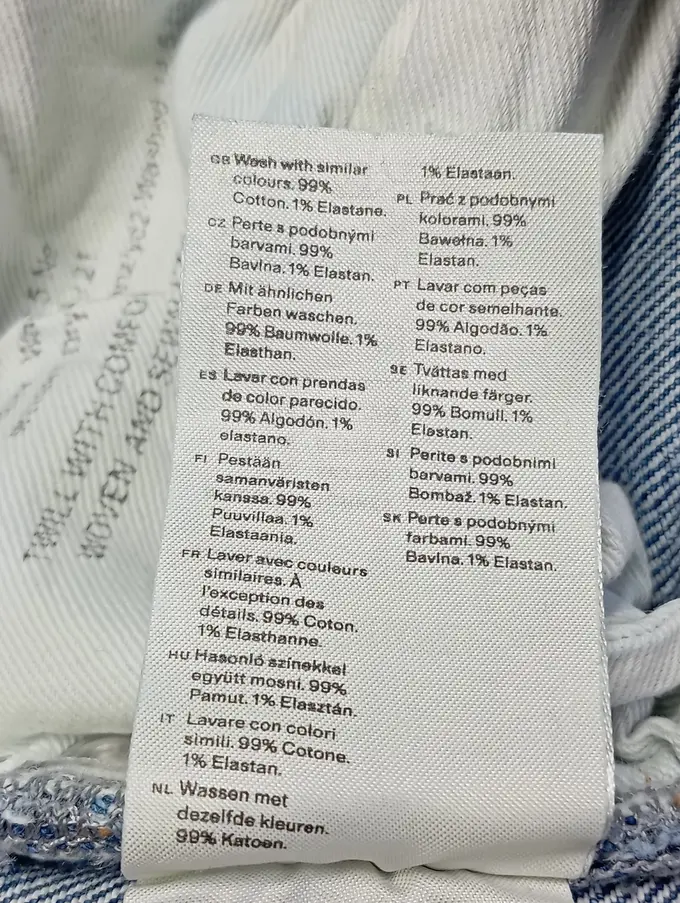 GB Wash with similar
colours. 99%
Cotton. 1% Elastane.
CZ Perte s podobnými
barvami. 99%
Bavlna. 1% Elastan.
DE Mit ähnlichen
Farben waschen.
99% Baumwolle. 1%
Elasthan.
ES Lavar con prendas
de color parecido.
99% Algodón. 1%
elastano.
FI Pestään
samanväristen
kanssa. 99%
Puuvillaa. 1%
Elastaania.
FR Laver avec couleurs
similaires. À
l'exception des
détails. 99% Coton.
1% Elasthanne.
HU Hasonló színekkel
együtt mosni. 99%
Pamut. 1% Elasztán.
IT Lavare con colori
simili. 99% Cotone.
1% Elastan.
NL Wassen met
dezelfde kleuren.
99% Katoen.
1% Elastaan.
PL Prać z podobnymi
kolorami. 99%
Bawełna. 1%
Elastan.
PT Lavar com peças
de cor semelhante.
99% Algodão. 1%
Elastano.
SE Tvättas med
liknande färger.
99% Bomull. 1%
Elastan.
SI Perite s podobnimi
barvami. 99%
Bombaž. 1% Elastan.
SK Perte s podobnými
farbami. 99%
Bavlna. 1% Elastan.
TWILL WITH COMFO
WOVEN AND SE